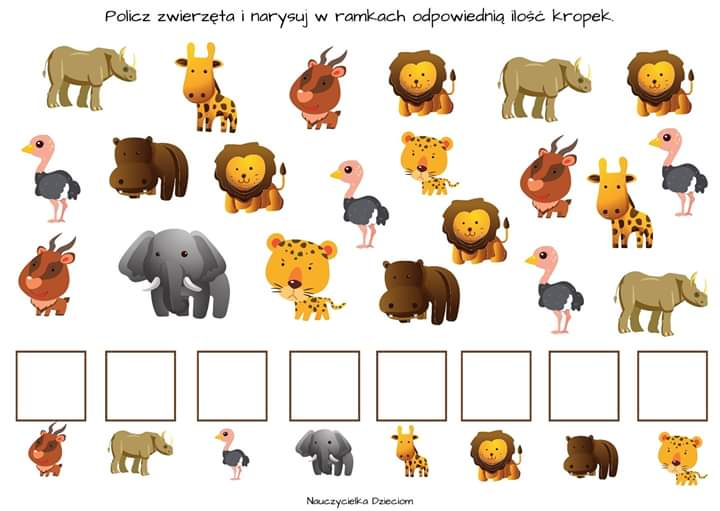 Policz zwierzęta i narysuj w ramkach odpowiednią ilość kropek.
Nauczycielka Dzieciom